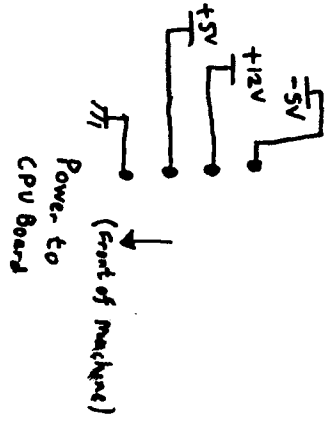 +5V
+12V
-5V
Power to
CPU Board
(Front of machine)